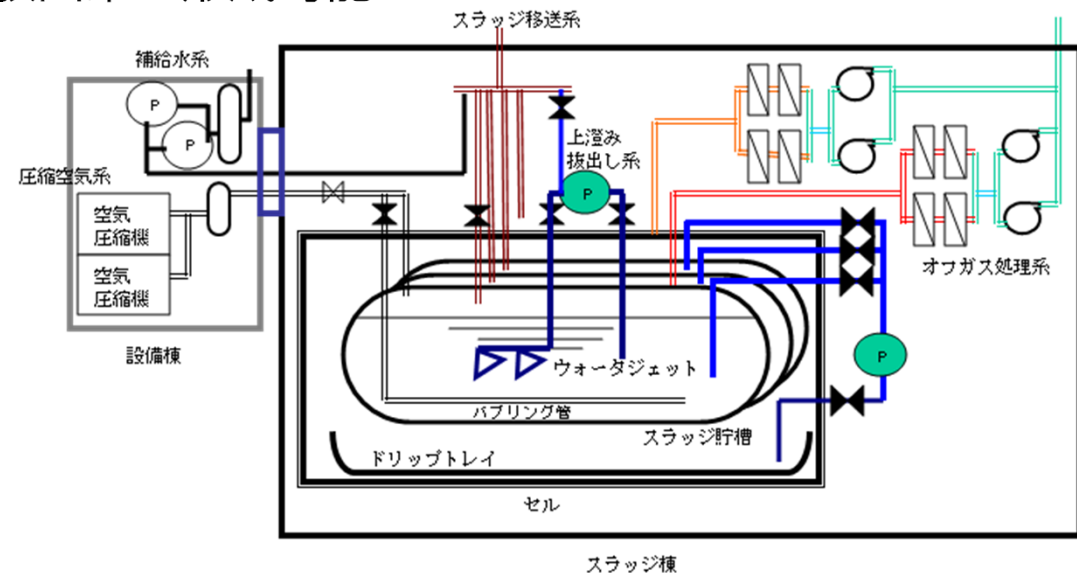 スラッジ移送系
補給水系
P
P
上澄み
抜出し系
P
圧縮空気系
空気
圧縮機
空気
圧縮機
設備棟
オフガス処理系
P
ウォータジェット
バブリング管
スラッジ貯槽
ドリップトレイ
セル
スラッジ棟